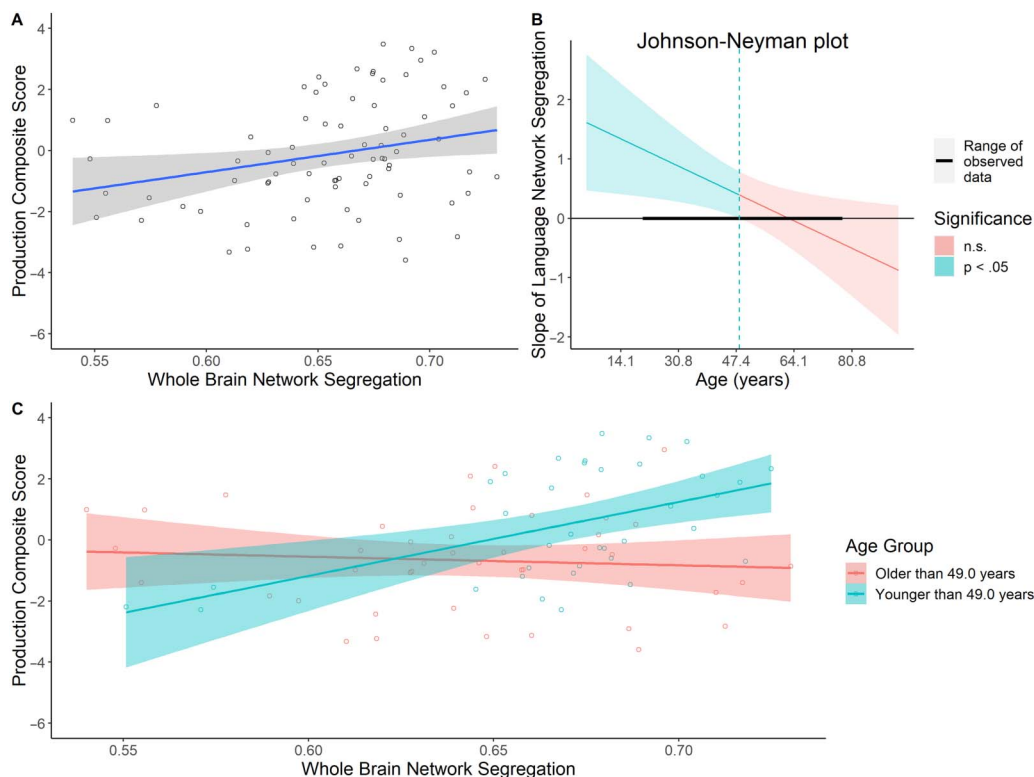 A
Production Composite Score
4
2
0
−2
−4
−6
0.55 0.60 0.65 0.70
Whole Brain Network Segregation
B
Johnson-Neyman plot
Slope of Language Network Segregation
2
1
0
−1
−2
14.1 30.8 47.4 64.1 80.8
Age (years)
Range of
observed
data
Significance
n.s.
p < .05
C
Production Composite Score
4
2
0
−2
−4
−6
0.55 0.60 0.65 0.70
Whole Brain Network Segregation
Age Group
Older than 49.0 years
Younger than 49.0 years